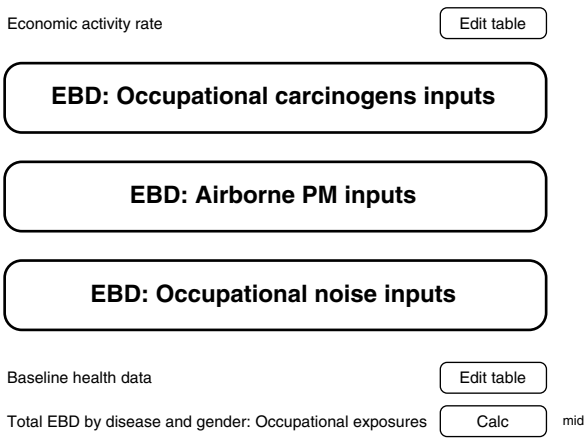 Economic activity rate Edit table
EBD: Occupational carcinogens inputs
EBD: Airborne PM inputs
EBD: Occupational noise inputs
Baseline health data Edit table
Total EBD by disease and gender: Occupational exposures Calc mid